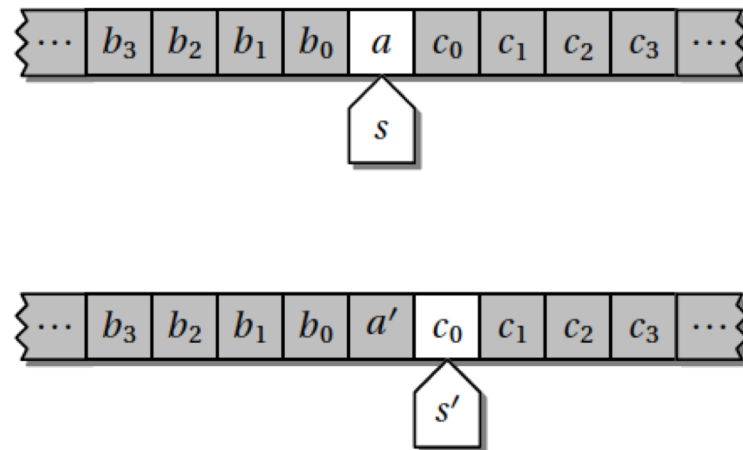 ⋯ b₃ b₂ b₁ b₀ a c₀ c₁ c₂ c₃ ⋯
s
⋯ b₃ b₂ b₁ b₀ a′ c₀ c₁ c₂ c₃ ⋯
s′